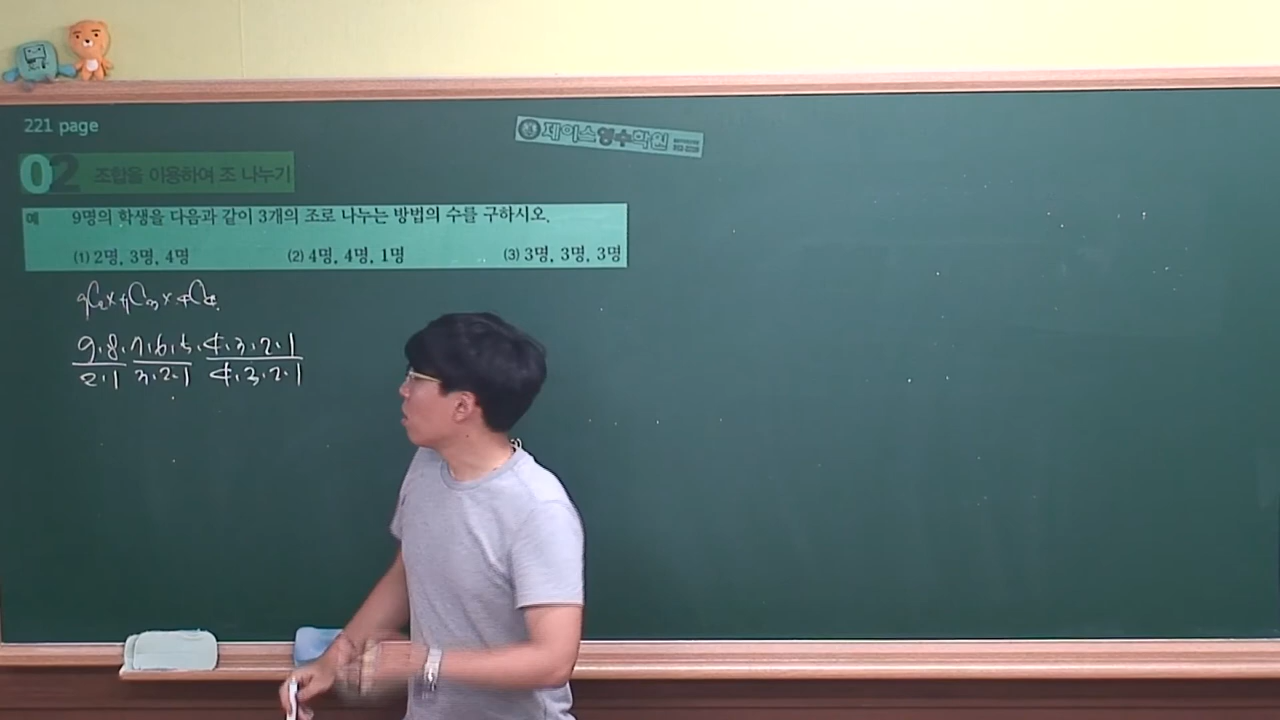 221 page
제이스영수학원
02 조합을 이용하여 조 나누기
예 9명의 학생을 다음과 같이 3개의 조로 나누는 방법의 수를 구하시오.
(1) 2명, 3명, 4명 (2) 4명, 4명, 1명 (3) 3명, 3명, 3명
₉C₂×₇C₃×₄C₄
9·8·7·6·5·4·3·2·1
2·1 3·2·1 4·3·2·1